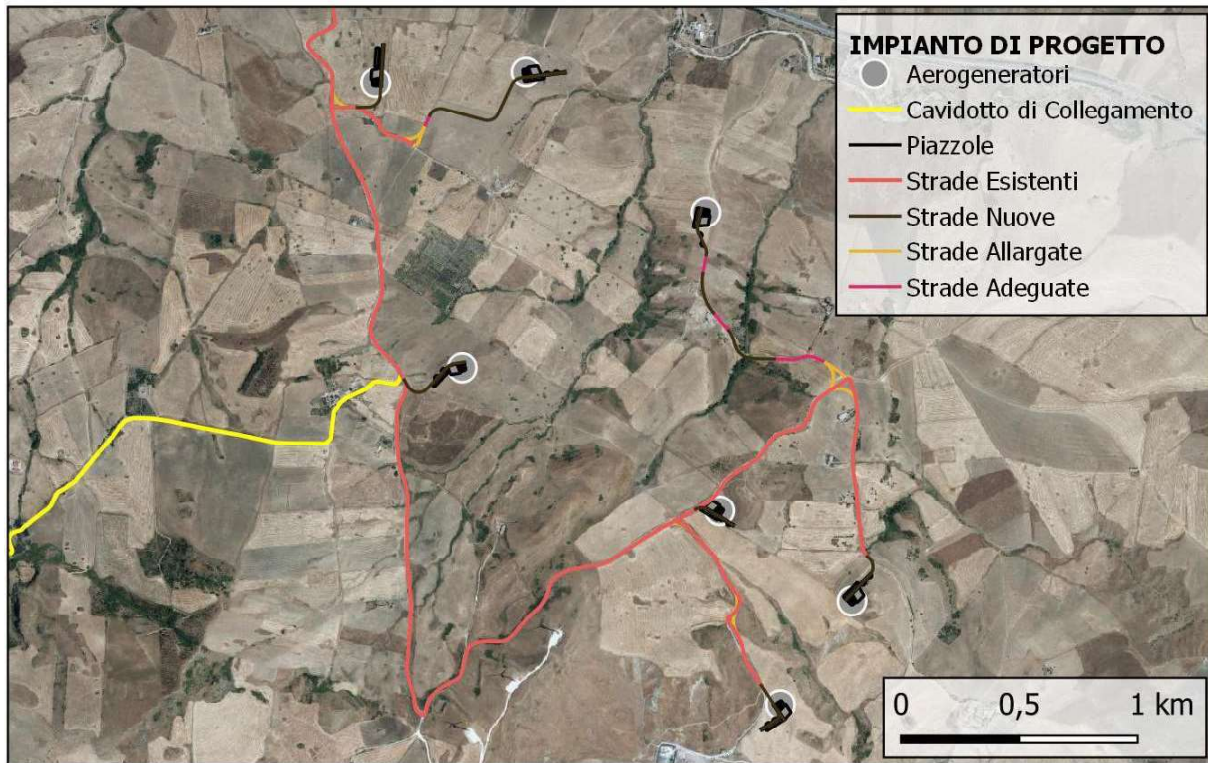 IMPIANTO DI PROGETTO
Aerogeneratori
Cavidotto di Collegamento
Piazzole
Strade Esistenti
Strade Nuove
Strade Allargate
Strade Adeguate
0 0,5 1 km